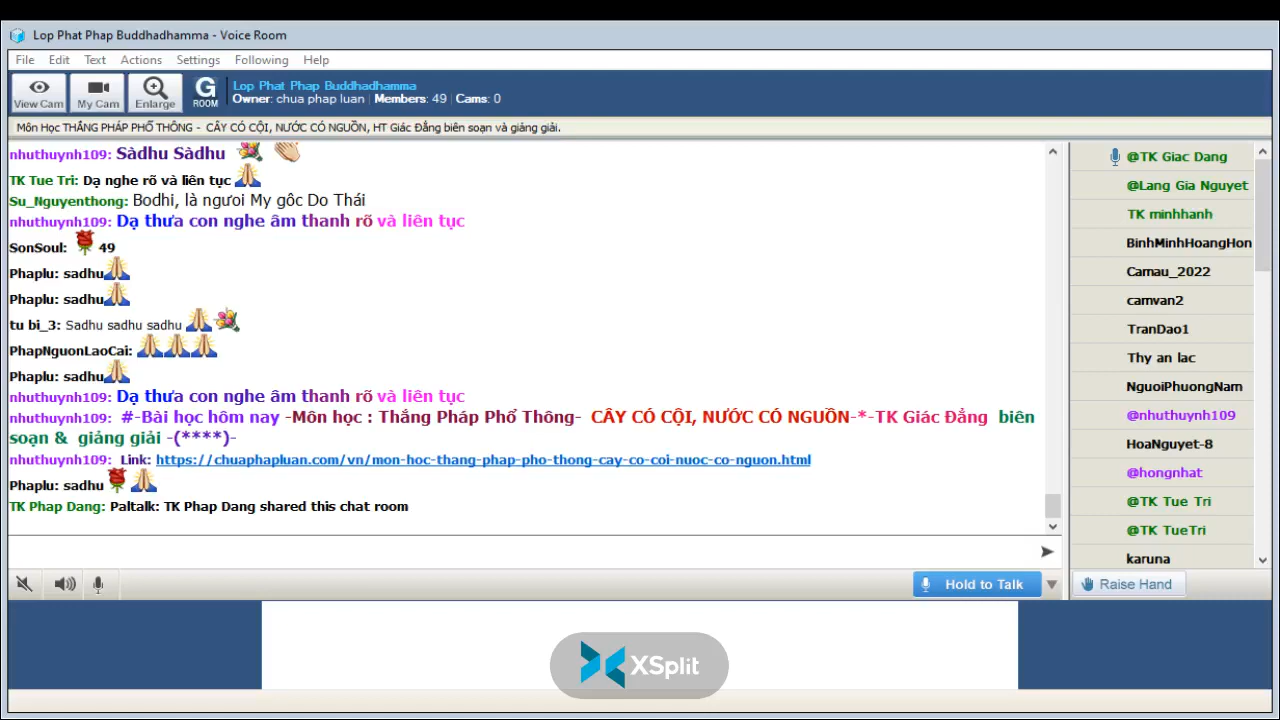 Lop Phat Phap Buddhadhamma - Voice Room
File Edit Text Actions Settings Following Help
View Cam My Cam Enlarge G ROOM
Lop Phat Phap Buddhadhamma
Owner: chua phap luan | Members: 49 | Cams: 0
Môn Học THẮNG PHÁP PHỔ THÔNG - CÂY CÓ CỘI, NƯỚC CÓ NGUỒN, HT Giác Đẳng biên soạn và giảng giải.
nhuthuynh109: Sàdhu Sàdhu
TK Tue Tri: Dạ nghe rõ và liên tục
Su_Nguyenthong: Bodhi, là ngưoi My gôc Do Thái
nhuthuynh109: Dạ thưa con nghe âm thanh rõ và liên tục
SonSoul: 49
Phaplu: sadhu
Phaplu: sadhu
tu bi_3: Sadhu sadhu sadhu
PhapNguonLaoCai:
Phaplu: sadhu
nhuthuynh109: Dạ thưa con nghe âm thanh rõ và liên tục
nhuthuynh109: #-Bài học hôm nay -Môn học : Thắng Pháp Phổ Thông- CÂY CÓ CỘI, NƯỚC CÓ NGUỒN-*-TK Giác Đẳng biên
soạn & giảng giải -(****)-
nhuthuynh109: Link: https://chuaphapluan.com/vn/mon-hoc-thang-phap-pho-thong-cay-co-coi-nuoc-co-nguon.html
Phaplu: sadhu
TK Phap Dang: Paltalk: TK Phap Dang shared this chat room
@TK Giac Dang
@Lang Gia Nguyet
TK minhhanh
BinhMinhHoangHon
Camau_2022
camvan2
TranDao1
Thy an lac
NguoiPhuongNam
@nhuthuynh109
HoaNguyet-8
@hongnhat
@TK Tue Tri
@TK TueTri
karuna
Hold to Talk
Raise Hand
XSplit